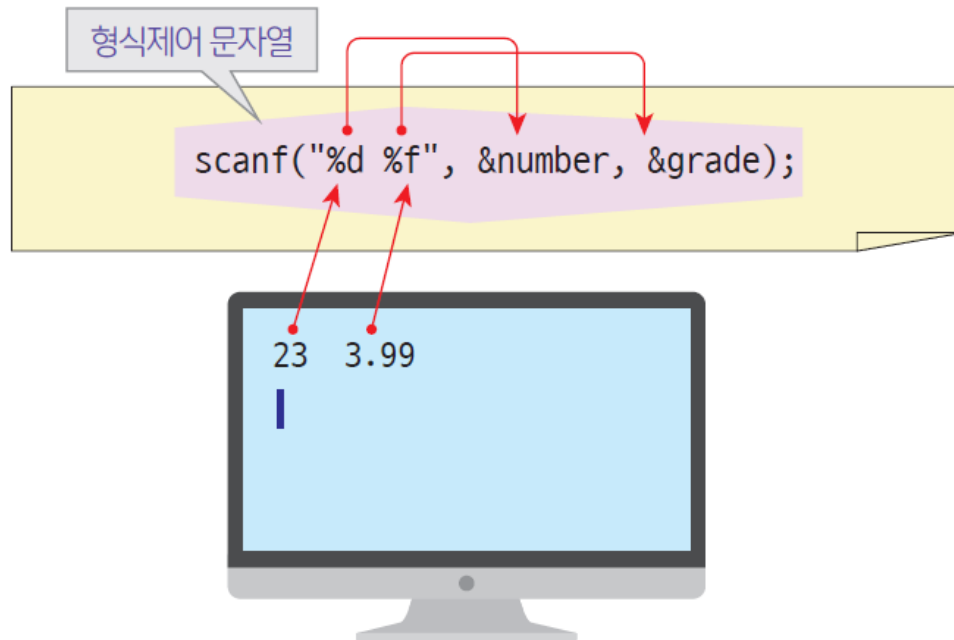 형식제어 문자열
scanf("%d %f", &number, &grade);
23 3.99